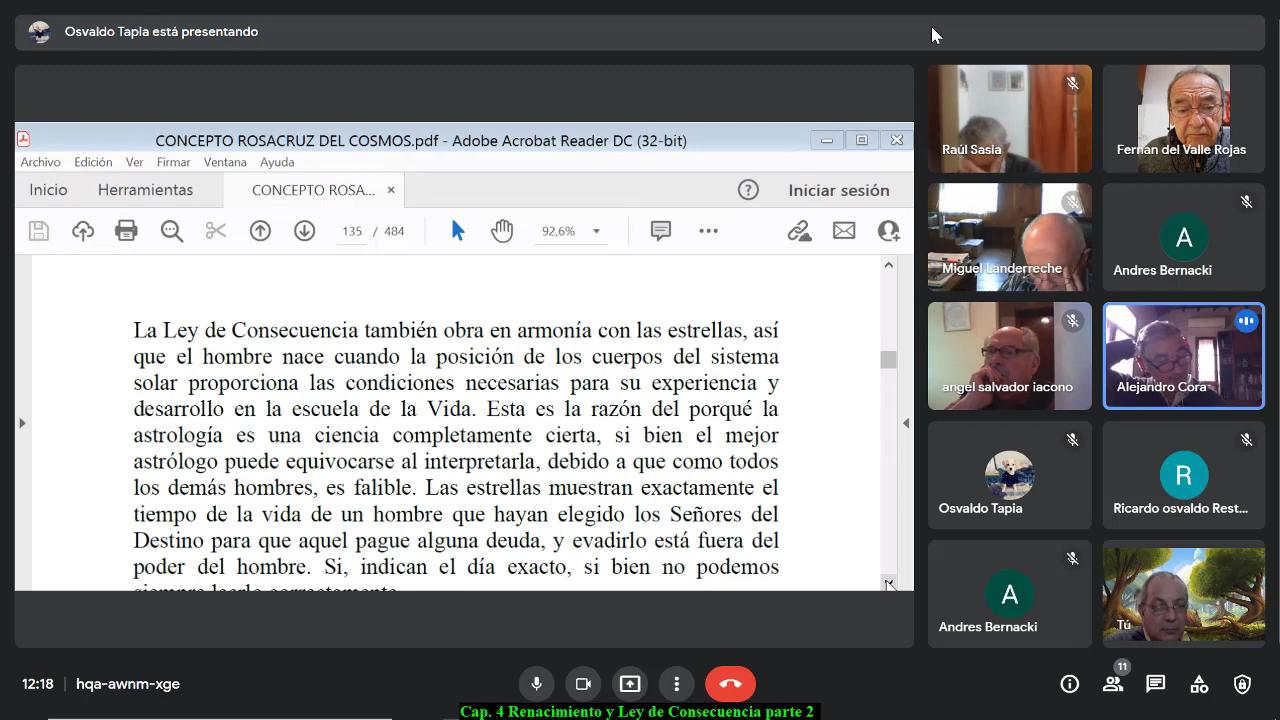 Osvaldo Tapia está presentando
CONCEPTO ROSACRUZ DEL COSMOS.pdf - Adobe Acrobat Reader DC (32-bit)
Archivo Edición Ver Firmar Ventana Ayuda
Inicio Herramientas CONCEPTO ROSA... × Iniciar sesión
135 / 484 92,6%
La Ley de Consecuencia también obra en armonía con las estrellas, así
que el hombre nace cuando la posición de los cuerpos del sistema
solar proporciona las condiciones necesarias para su experiencia y
desarrollo en la escuela de la Vida. Esta es la razón del porqué la
astrología es una ciencia completamente cierta, si bien el mejor
astrólogo puede equivocarse al interpretarla, debido a que como todos
los demás hombres, es falible. Las estrellas muestran exactamente el
tiempo de la vida de un hombre que hayan elegido los Señores del
Destino para que aquel pague alguna deuda, y evadirlo está fuera del
poder del hombre. Si, indican el día exacto, si bien no podemos
siempre leerlo correctamente.
Raúl Sasia
Fernan del Valle Rojas
Miguel Landerreche
A
Andres Bernacki
angel salvador iacono
Alejandro Cora
Osvaldo Tapia
R
Ricardo osvaldo Rest...
A
Andres Bernacki
Tú
12:18 hqa-awnm-xge
11
Cap. 4 Renacimiento y Ley de Consecuencia parte 2